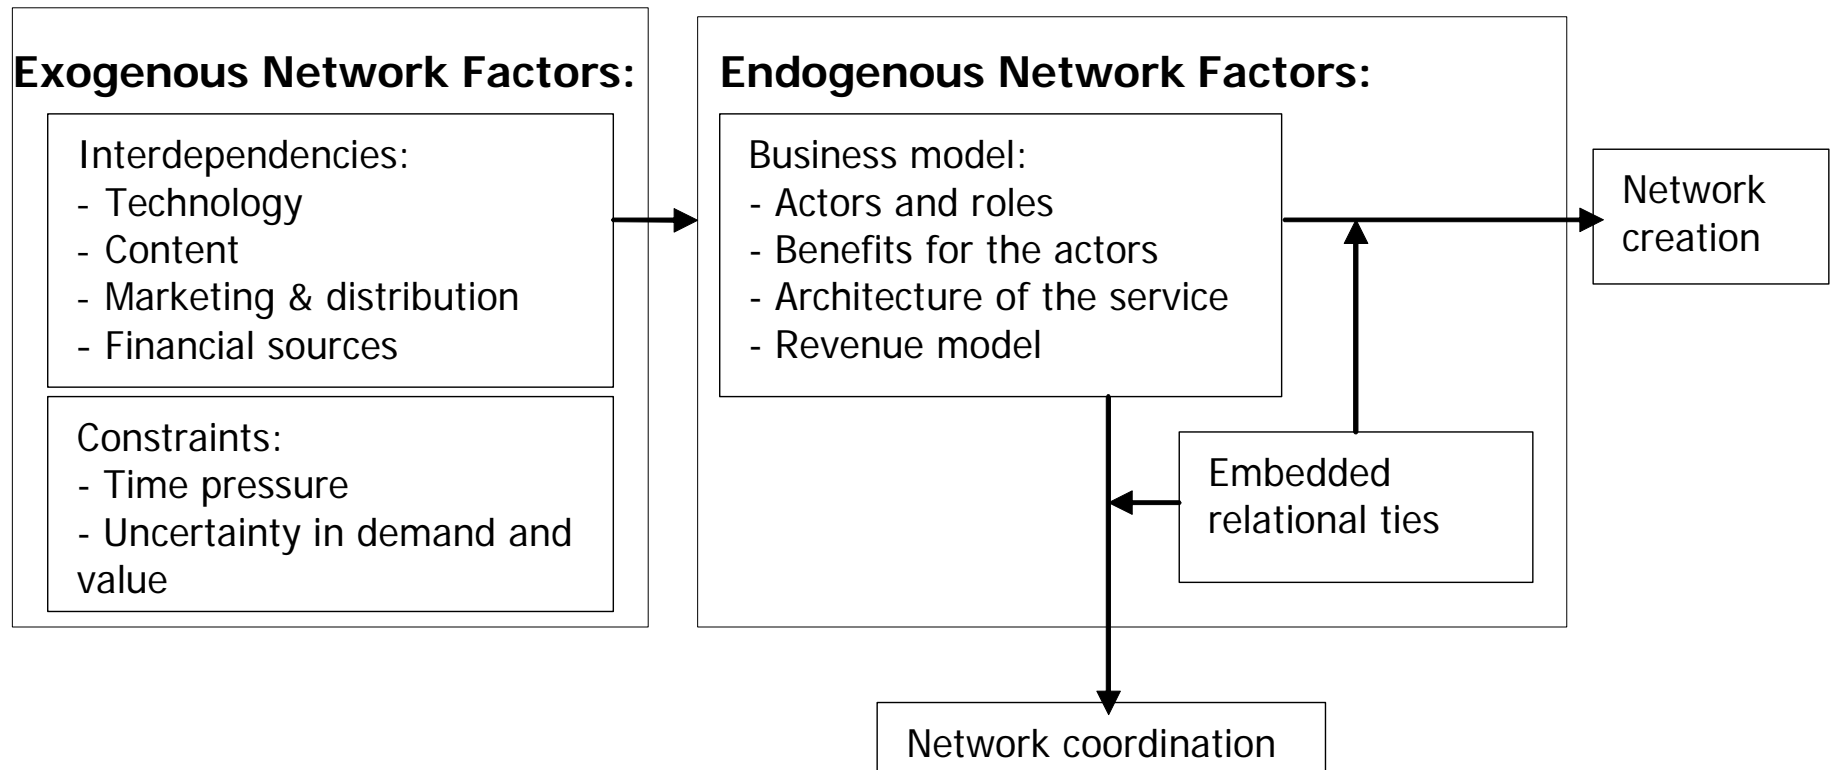 Exogenous Network Factors:
Interdependencies:
- Technology
- Content
- Marketing & distribution
- Financial sources
Constraints:
- Time pressure
- Uncertainty in demand and
value
Endogenous Network Factors:
Business model:
- Actors and roles
- Benefits for the actors
- Architecture of the service
- Revenue model
Embedded
relational ties
Network
creation
Network coordination